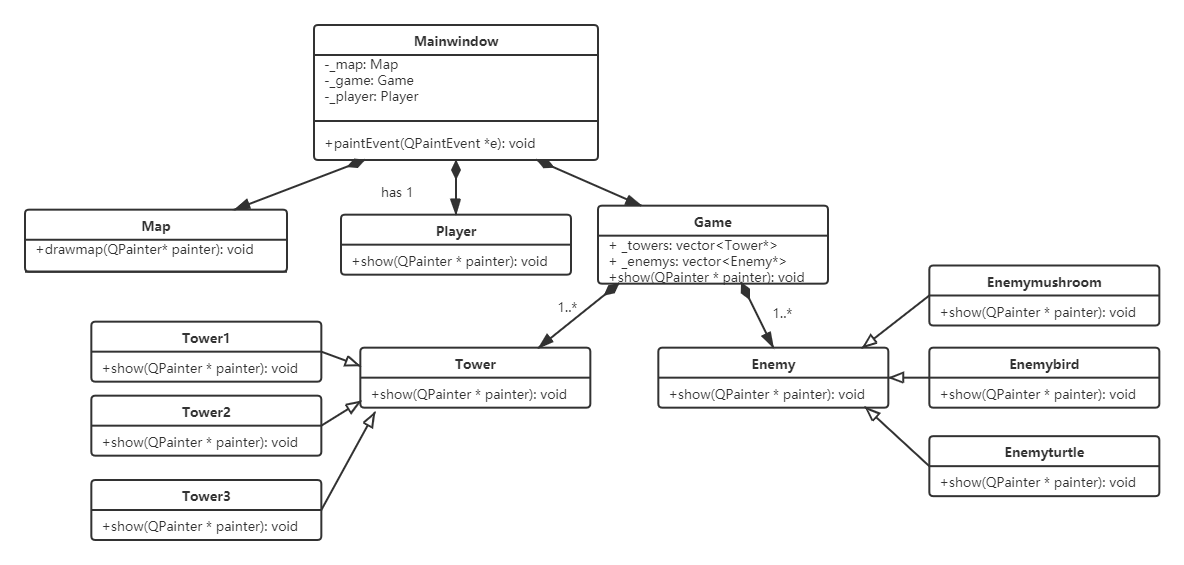 Mainwindow
-_map: Map
-_game: Game
-_player: Player
+paintEvent(QPaintEvent *e): void
has 1
Map
+drawmap(QPainter* painter): void
Player
+show(QPainter * painter): void
Game
+ _towers: vector<Tower*>
+ _enemys: vector<Enemy*>
+show(QPainter * painter): void
1..*
1..*
Tower1
+show(QPainter * painter): void
Tower2
+show(QPainter * painter): void
Tower3
+show(QPainter * painter): void
Tower
+show(QPainter * painter): void
Enemy
+show(QPainter * painter): void
Enemymushroom
+show(QPainter * painter): void
Enemybird
+show(QPainter * painter): void
Enemyturtle
+show(QPainter * painter): void